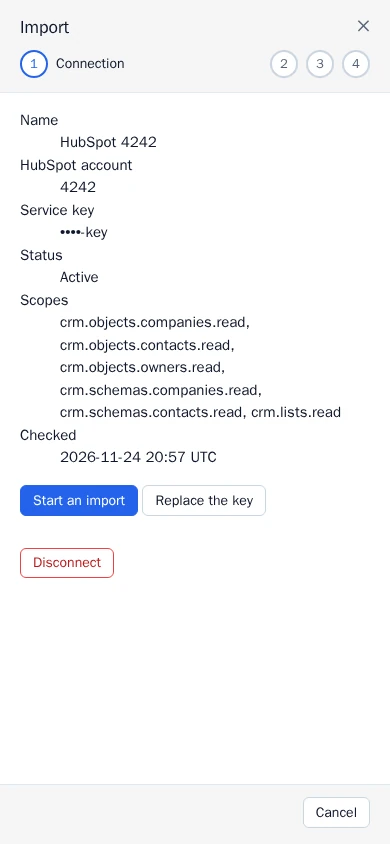 Import
1 Connection 2 3 4
Name
HubSpot 4242
HubSpot account
4242
Service key
••••-key
Status
Active
Scopes
crm.objects.companies.read,
crm.objects.contacts.read,
crm.objects.owners.read,
crm.schemas.companies.read,
crm.schemas.contacts.read, crm.lists.read
Checked
2026-11-24 20:57 UTC
Start an import Replace the key
Disconnect
Cancel